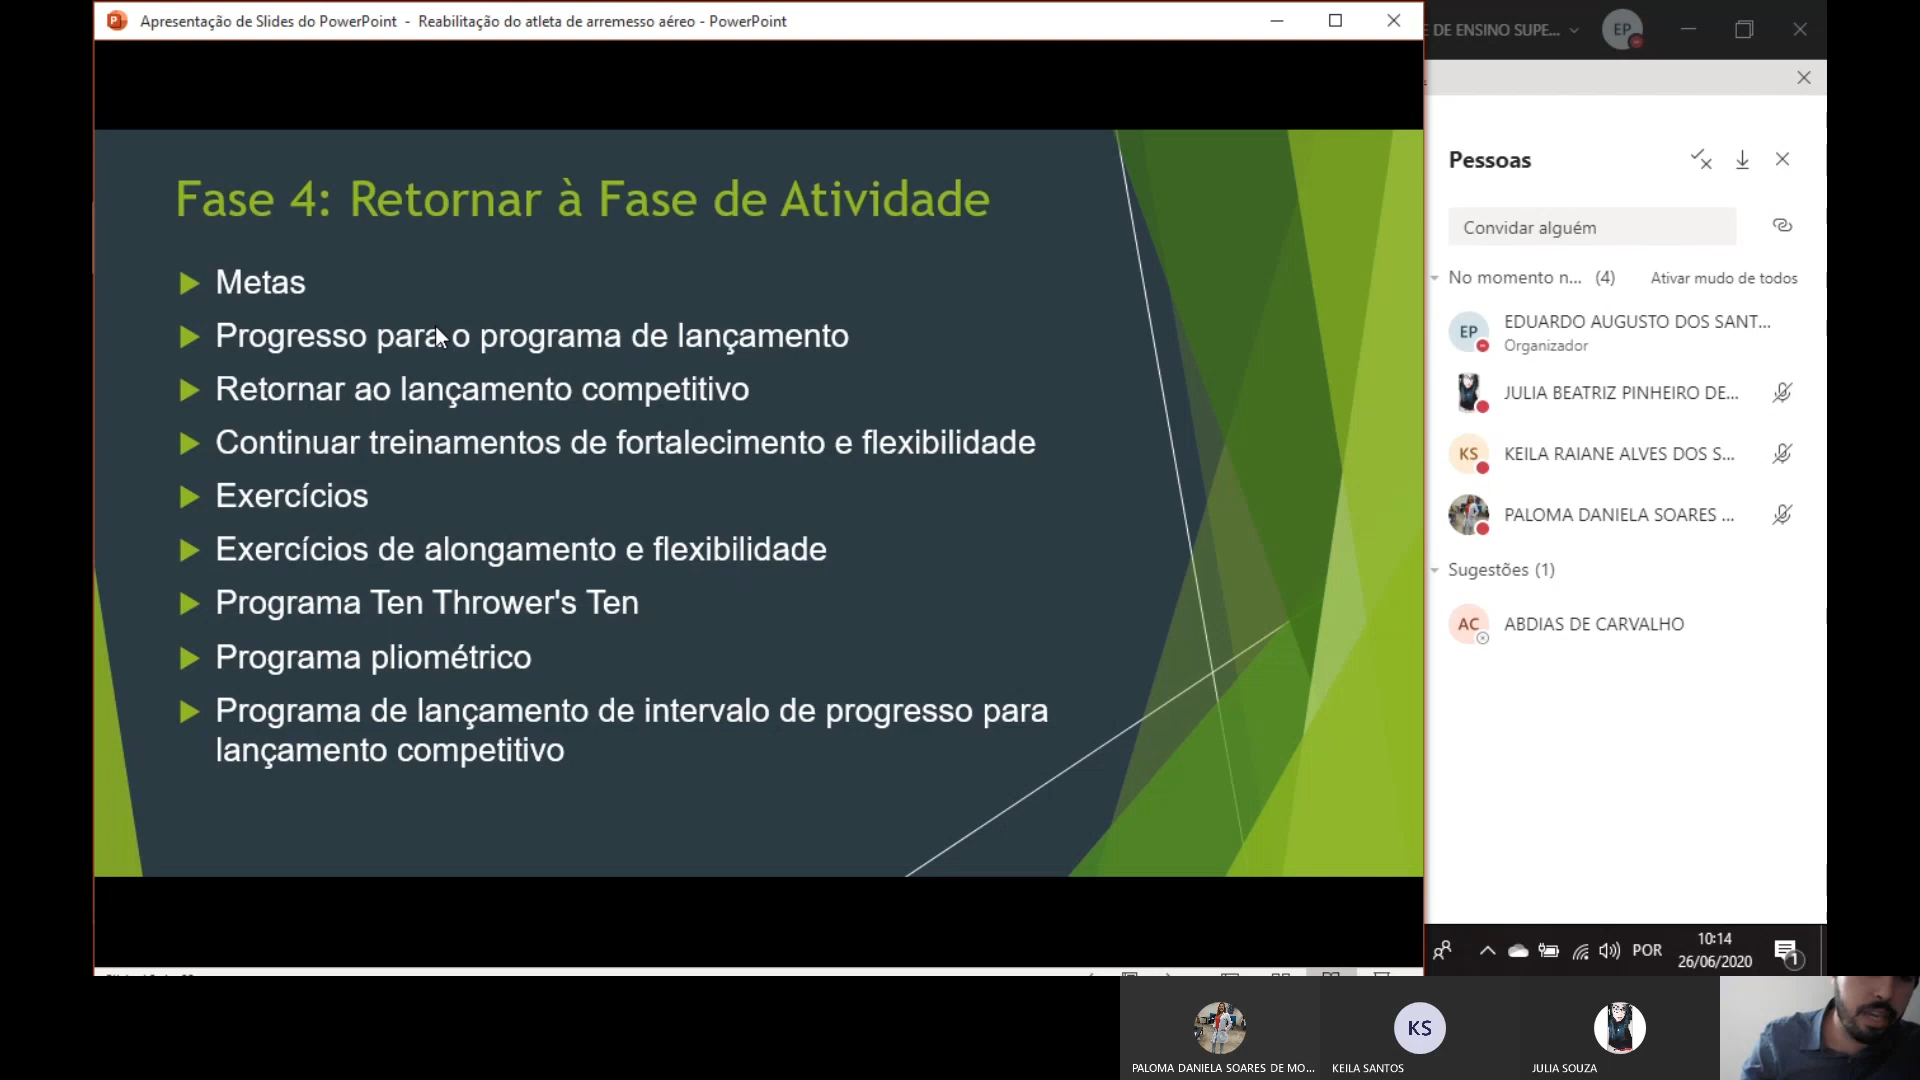 Apresentação de Slides do PowerPoint - Reabilitação do atleta de arremesso aéreo - PowerPoint
DE ENSINO SUPE...
EP
Fase 4: Retornar à Fase de Atividade
Metas
Progresso para o programa de lançamento
Retornar ao lançamento competitivo
Continuar treinamentos de fortalecimento e flexibilidade
Exercícios
Exercícios de alongamento e flexibilidade
Programa Ten Thrower's Ten
Programa pliométrico
Programa de lançamento de intervalo de progresso para
lançamento competitivo
Pessoas
Convidar alguém
No momento n... (4) Ativar mudo de todos
EP
EDUARDO AUGUSTO DOS SANT...
Organizador
JULIA BEATRIZ PINHEIRO DE...
KS
KEILA RAIANE ALVES DOS S...
PALOMA DANIELA SOARES ...
Sugestões (1)
AC
ABDIAS DE CARVALHO
POR
10:14
26/06/2020
1
PALOMA DANIELA SOARES DE MO...
KS
KEILA SANTOS
JULIA SOUZA